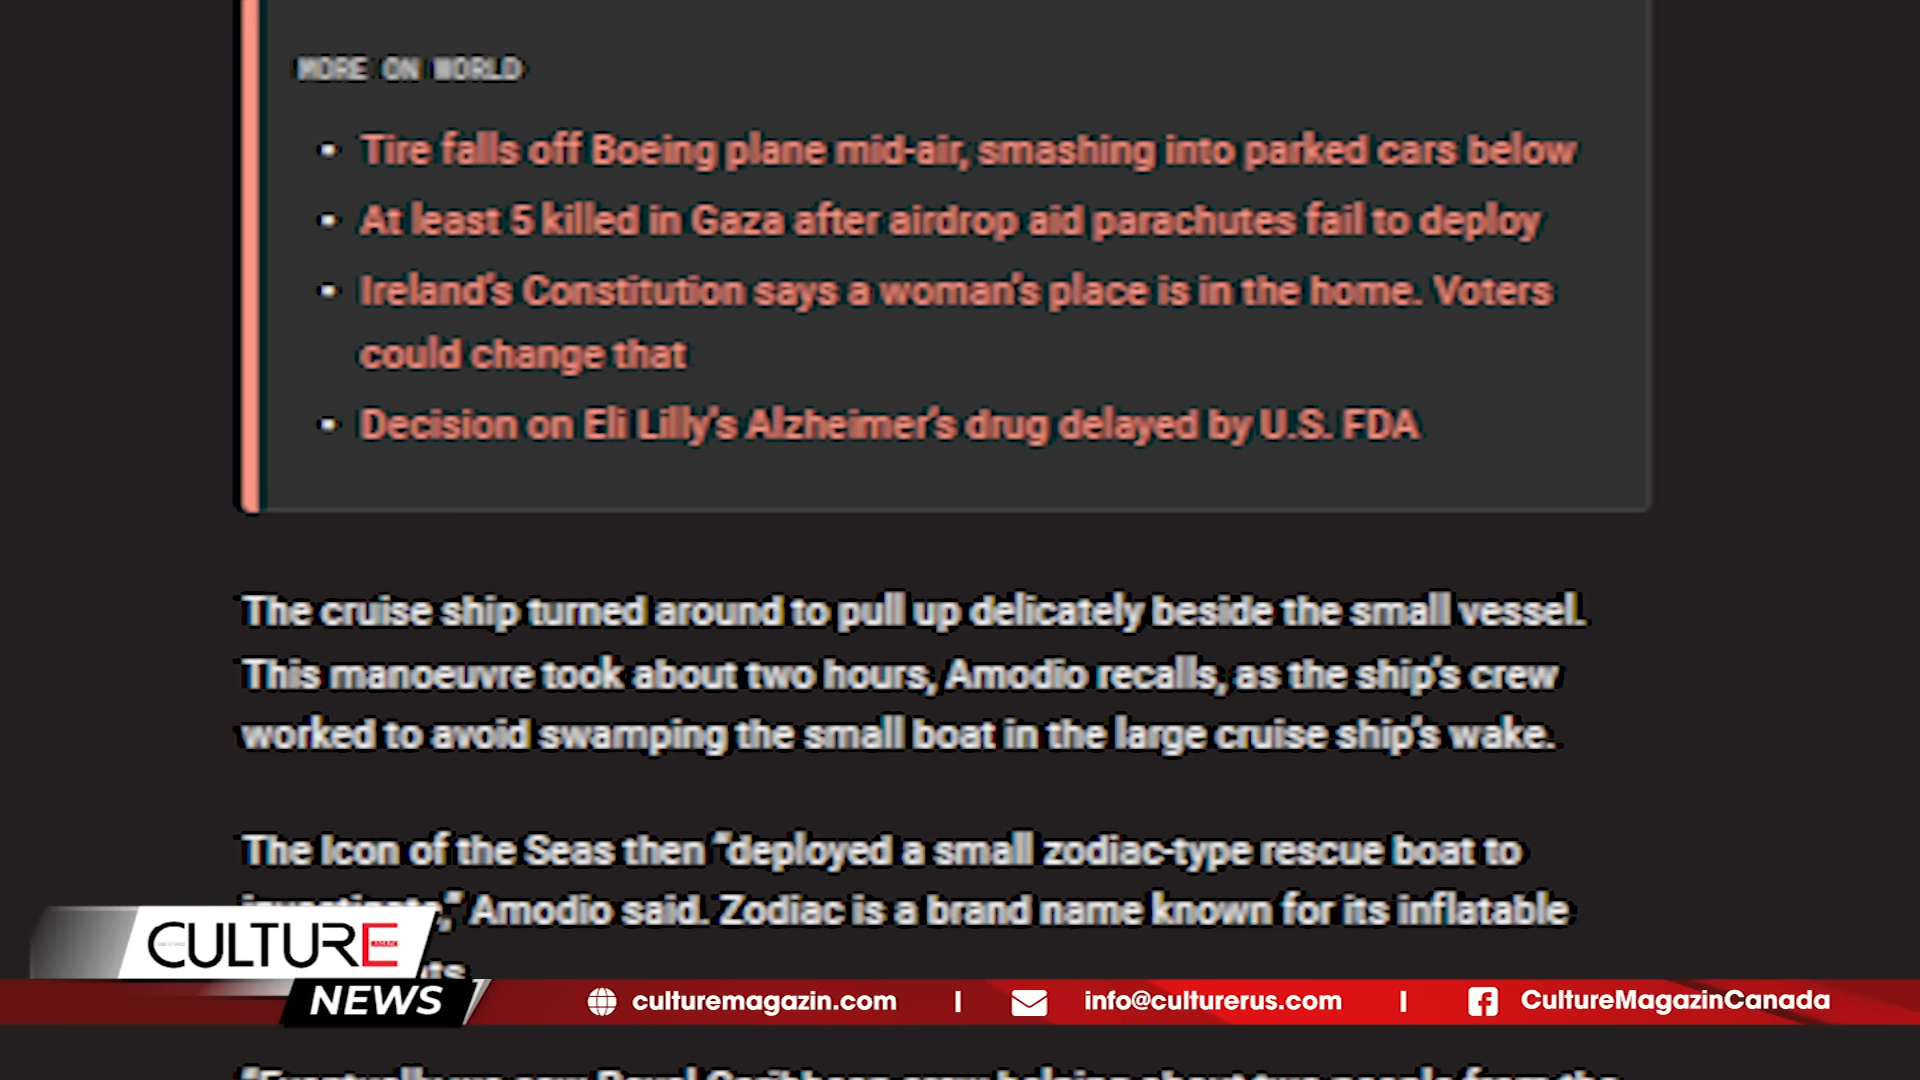 MORE ON WORLD
• Tire falls off Boeing plane mid-air, smashing into parked cars below
• At least 5 killed in Gaza after airdrop aid parachutes fail to deploy
• Ireland's Constitution says a woman's place is in the home. Voters
could change that
• Decision on Eli Lilly's Alzheimer's drug delayed by U.S. FDA
The cruise ship turned around to pull up delicately beside the small vessel.
This manoeuvre took about two hours, Amodio recalls, as the ship's crew
worked to avoid swamping the small boat in the large cruise ship's wake.
The Icon of the Seas then “deployed a small zodiac-type rescue boat to
Amodio said. Zodiac is a brand name known for its inflatable
CULTURE
MAGAZIN
NEWS
culturemagazin.com | info@culturerus.com | CultureMagazinCanada